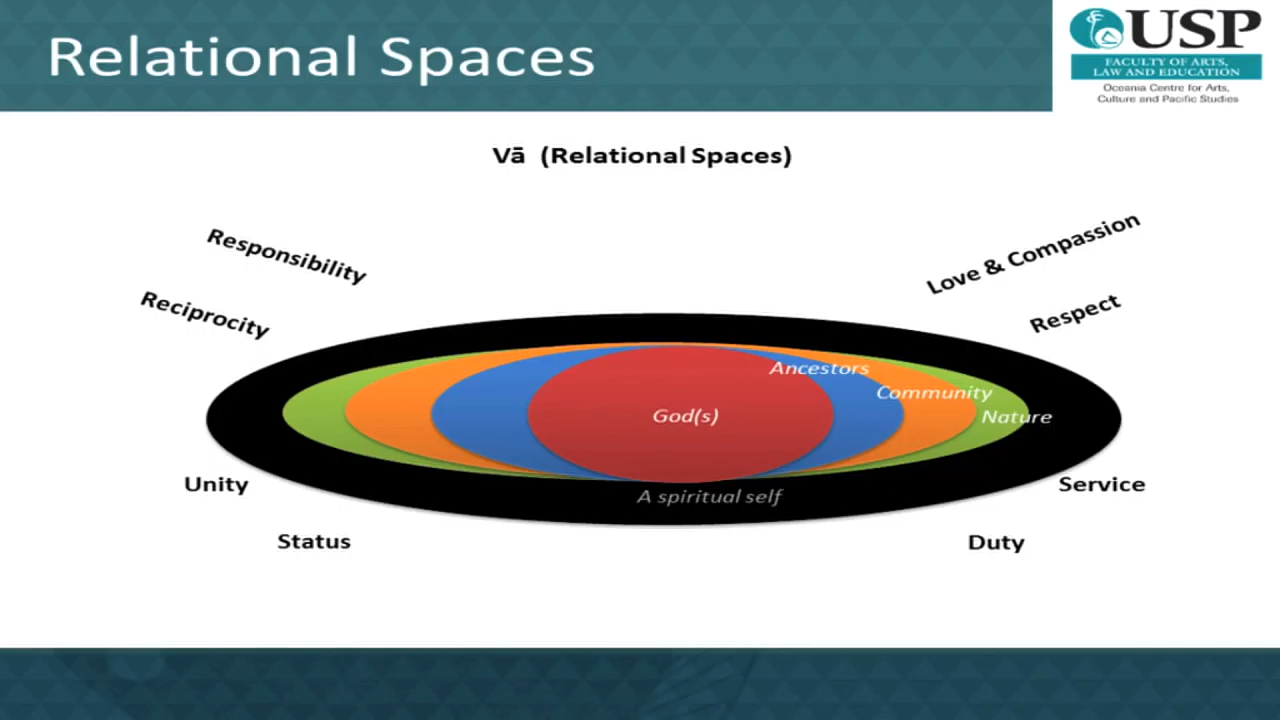 Relational Spaces
USP
FACULTY OF ARTS,
LAW AND EDUCATION
Oceania Centre for Arts,
Culture and Pacific Studies
Vā (Relational Spaces)
Responsibility
Love & Compassion
Reciprocity
Respect
Ancestors
Community
God(s)
Nature
A spiritual self
Unity
Service
Status
Duty